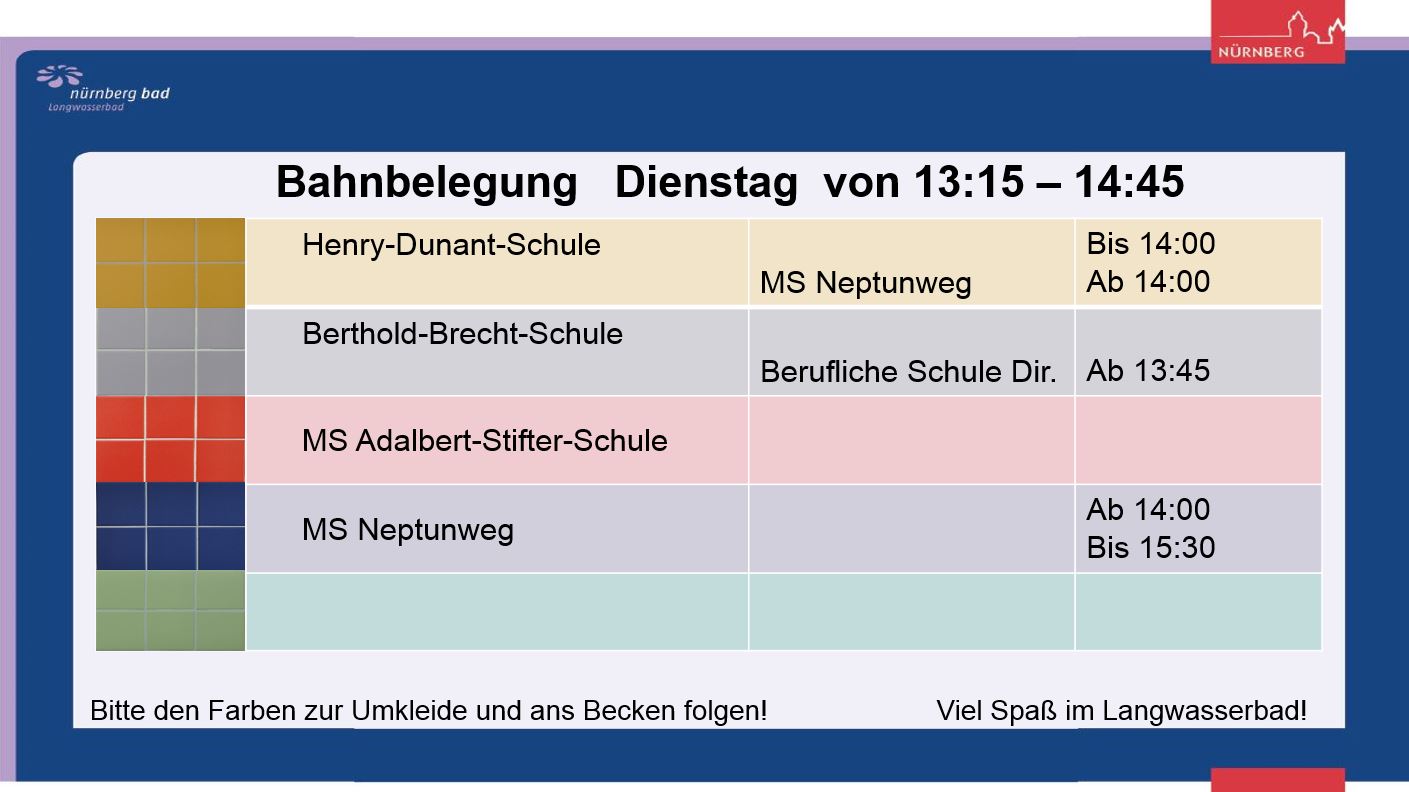 NÜRNBERG
nürnberg bad
Langwasserbad
Bahnbelegung Dienstag von 13:15 – 14:45
Henry-Dunant-Schule
MS Neptunweg
Bis 14:00
Ab 14:00
Berthold-Brecht-Schule
Berufliche Schule Dir.
Ab 13:45
MS Adalbert-Stifter-Schule
MS Neptunweg
Ab 14:00
Bis 15:30
Bitte den Farben zur Umkleide und ans Becken folgen!
Viel Spaß im Langwasserbad!